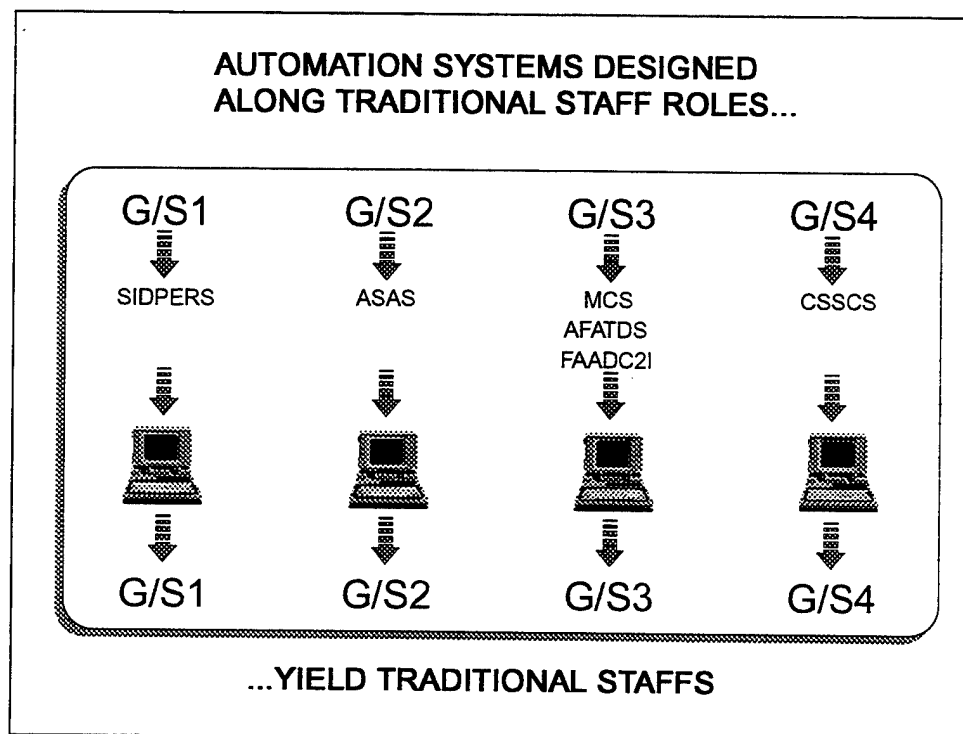 AUTOMATION SYSTEMS DESIGNED
ALONG TRADITIONAL STAFF ROLES...
G/S1 G/S2 G/S3 G/S4
SIDPERS ASAS MCS CSSCS
AFATDS
FAADC2I
G/S1 G/S2 G/S3 G/S4
...YIELD TRADITIONAL STAFFS